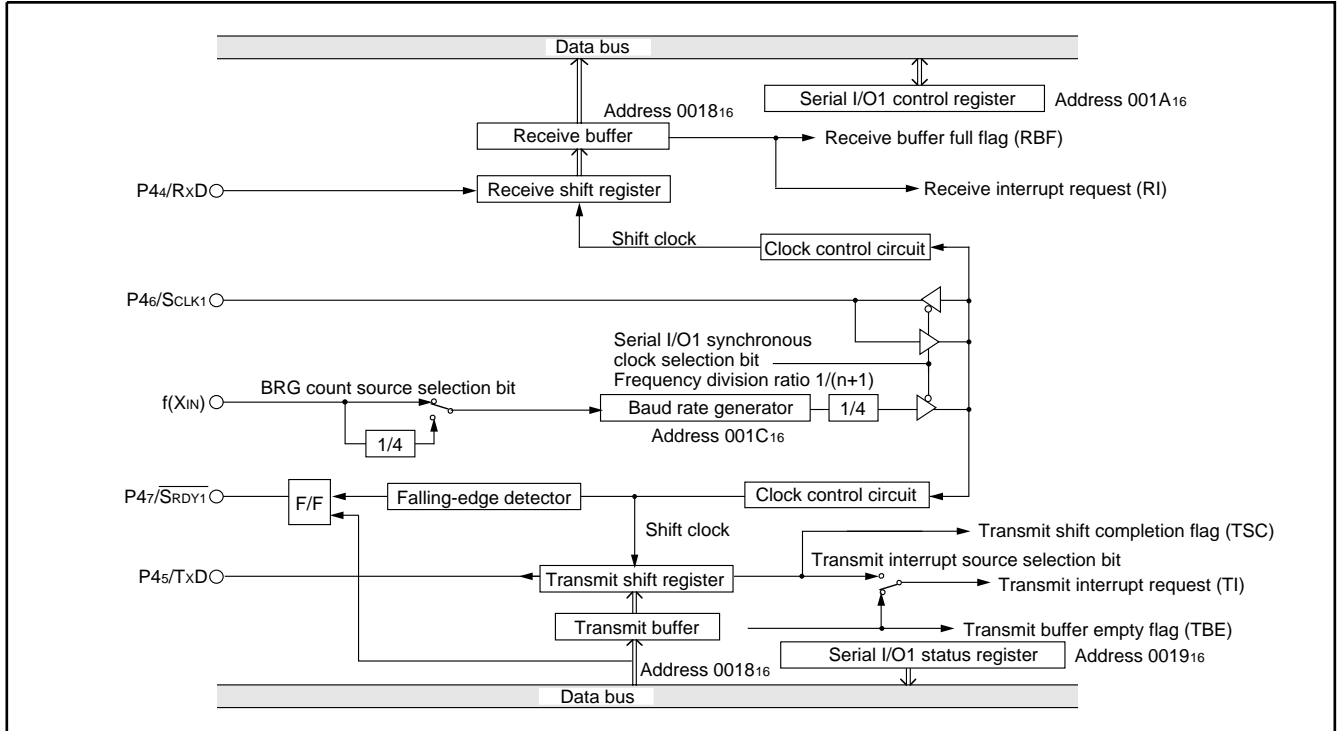 Data bus
Serial I/O1 control register Address 001A16
Address 001816
Receive buffer Receive buffer full flag (RBF)
P44/RXD Receive shift register Receive interrupt request (RI)
Shift clock Clock control circuit
P46/SCLK1
Serial I/O1 synchronous
clock selection bit
BRG count source selection bit Frequency division ratio 1/(n+1)
f(XIN) Baud rate generator 1/4
1/4 Address 001C16
P47/SRDY1 F/F Falling-edge detector Clock control circuit
Shift clock Transmit shift completion flag (TSC)
Transmit interrupt source selection bit
P45/TXD Transmit shift register Transmit interrupt request (TI)
Transmit buffer Transmit buffer empty flag (TBE)
Address 001816 Serial I/O1 status register Address 001916
Data bus